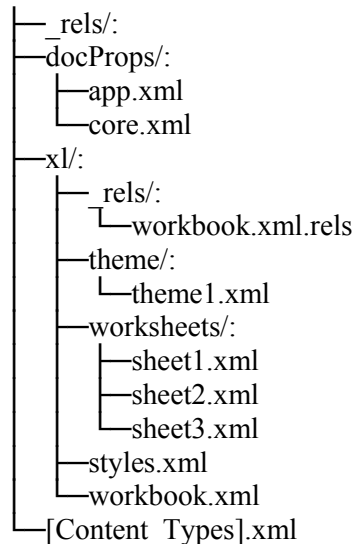 _rels/:
docProps/:
app.xml
core.xml
xl/:
_rels/:
workbook.xml.rels
theme/:
theme1.xml
worksheets/:
sheet1.xml
sheet2.xml
sheet3.xml
styles.xml
workbook.xml
[Content_Types].xml